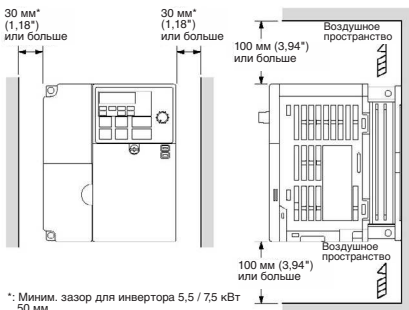 30 мм*
(1,18")
или больше
30 мм*
(1,18")
или больше
100 мм (3,94")
или больше
Воздушное
пространство
Воздушное
пространство
100 мм (3,94")
или больше
*: Миним. зазор для инвертора 5,5 / 7,5 кВт
50 мм